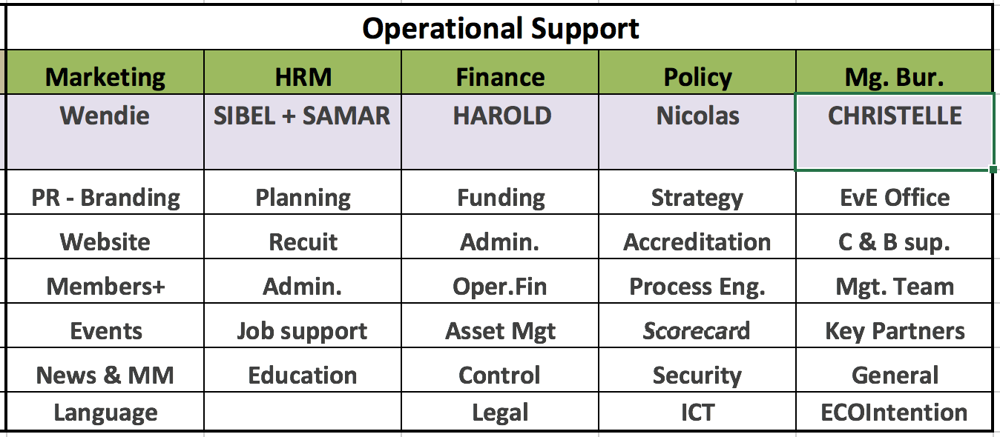 Operational Support
Marketing HRM Finance Policy Mg. Bur.
Wendie SIBEL + SAMAR HAROLD Nicolas CHRISTELLE
PR - Branding Planning Funding Strategy EvE Office
Website Recuit Admin. Accreditation C & B sup.
Members+ Admin. Oper.Fin Process Eng. Mgt. Team
Events Job support Asset Mgt Scorecard Key Partners
News & MM Education Control Security General
Language Legal ICT ECOIntention